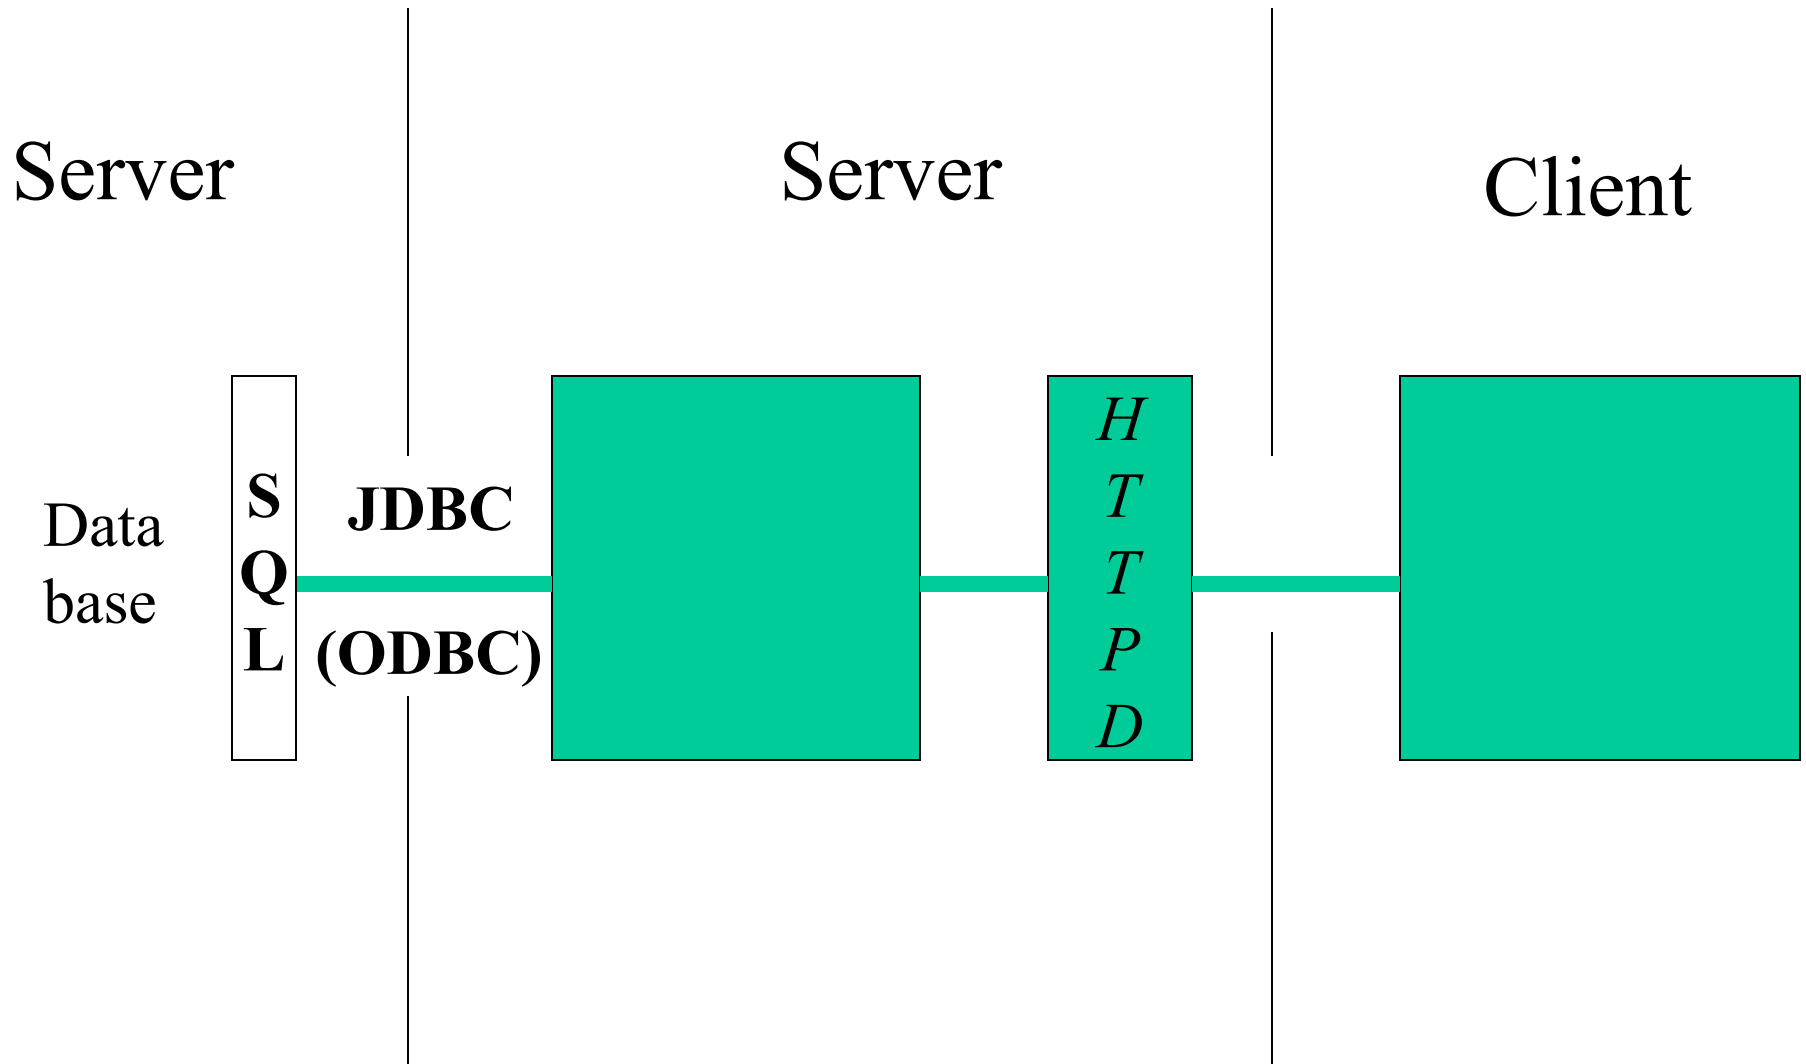 Server
Server
Client
Data
base
S
Q
L
JDBC
(ODBC)
H
T
T
P
D